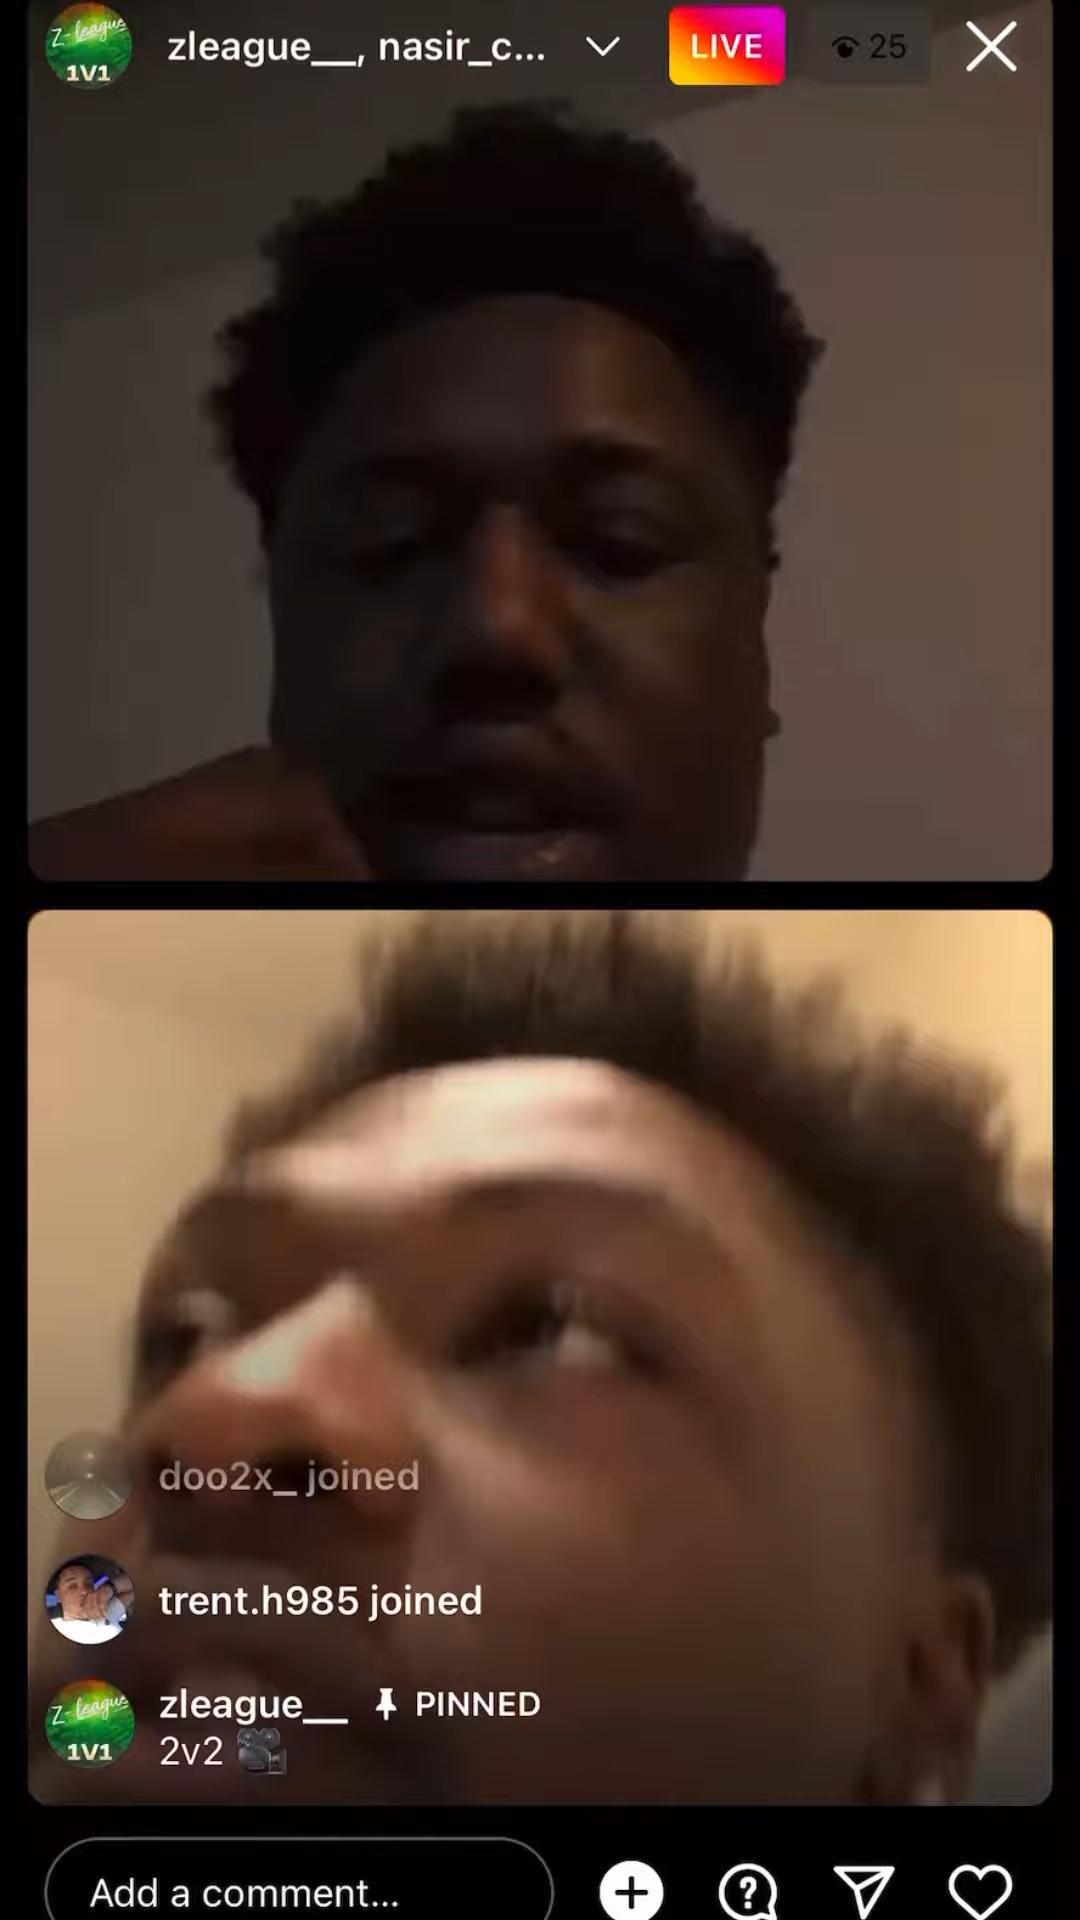 Z-league
1V1
zleague__, nasir_c...
LIVE
25
doo2x_ joined
trent.h985 joined
Z-league
1V1
zleague__ PINNED
2v2 🎥
Add a comment...